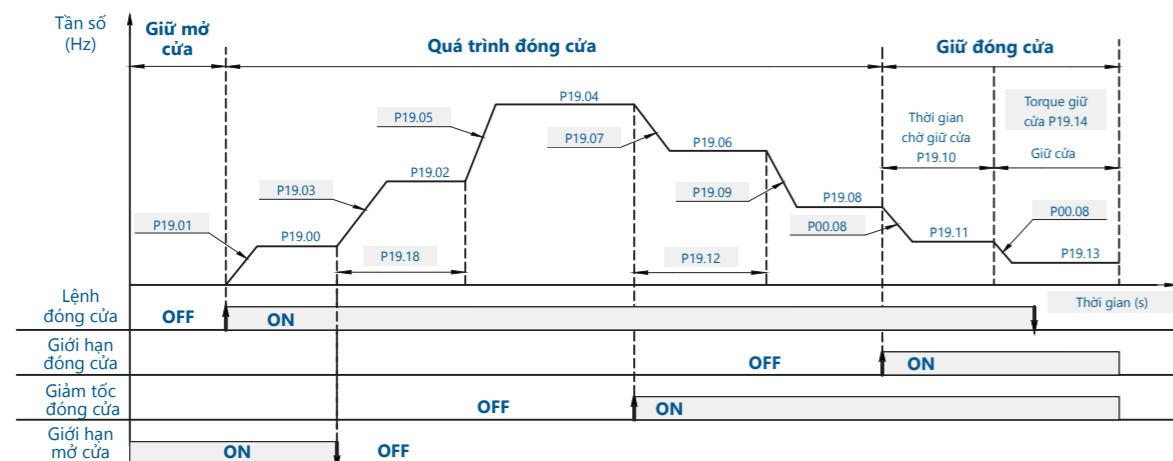 Tần số
(Hz)
Giữ mở
cửa
Quá trình đóng cửa
Giữ đóng cửa
P19.04
P19.05
P19.07
P19.06
P19.02
P19.03
P19.09
P19.08
P19.01
P19.00
P19.18
P19.12
P00.08
Thời gian
chờ giữ cửa
P19.10
Torque giữ
cửa P19.14
Giữ cửa
P19.11
P00.08
P19.13
Thời gian (s)
Lệnh
đóng cửa
OFF
ON
Giới hạn
đóng cửa
OFF
ON
Giảm tốc
đóng cửa
OFF
ON
Giới hạn
mở cửa
ON
OFF